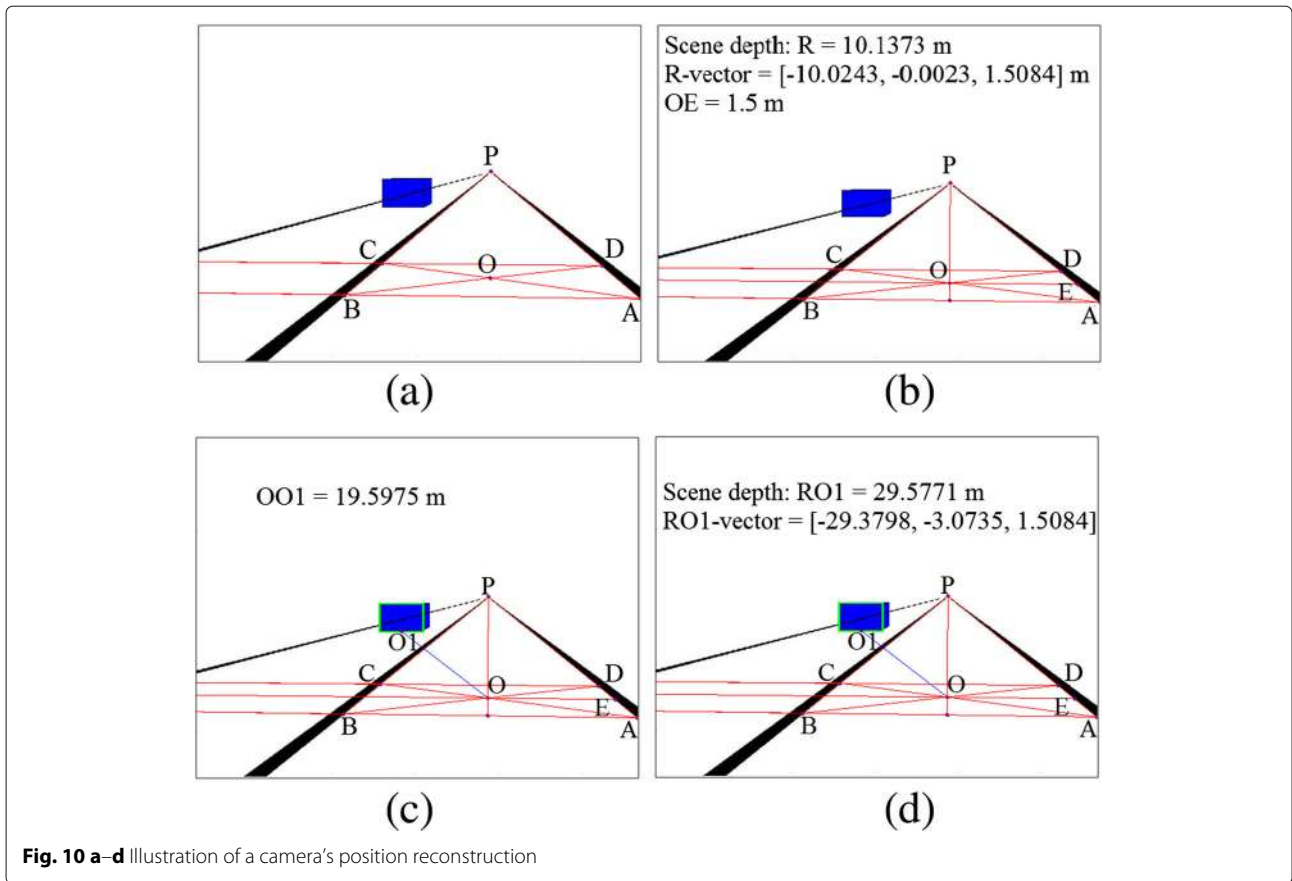 P
C
D
O
B
A
(a)
Scene depth: R = 10.1373 m
R-vector = [-10.0243, -0.0023, 1.5084] m
OE = 1.5 m
P
C
D
O
E
B
A
(b)
OO1 = 19.5975 m
P
O1
C
D
O
E
B
A
(c)
Scene depth: RO1 = 29.5771 m
RO1-vector = [-29.3798, -3.0735, 1.5084]
P
O1
C
D
O
E
B
A
(d)
Fig. 10 a–d Illustration of a camera's position reconstruction